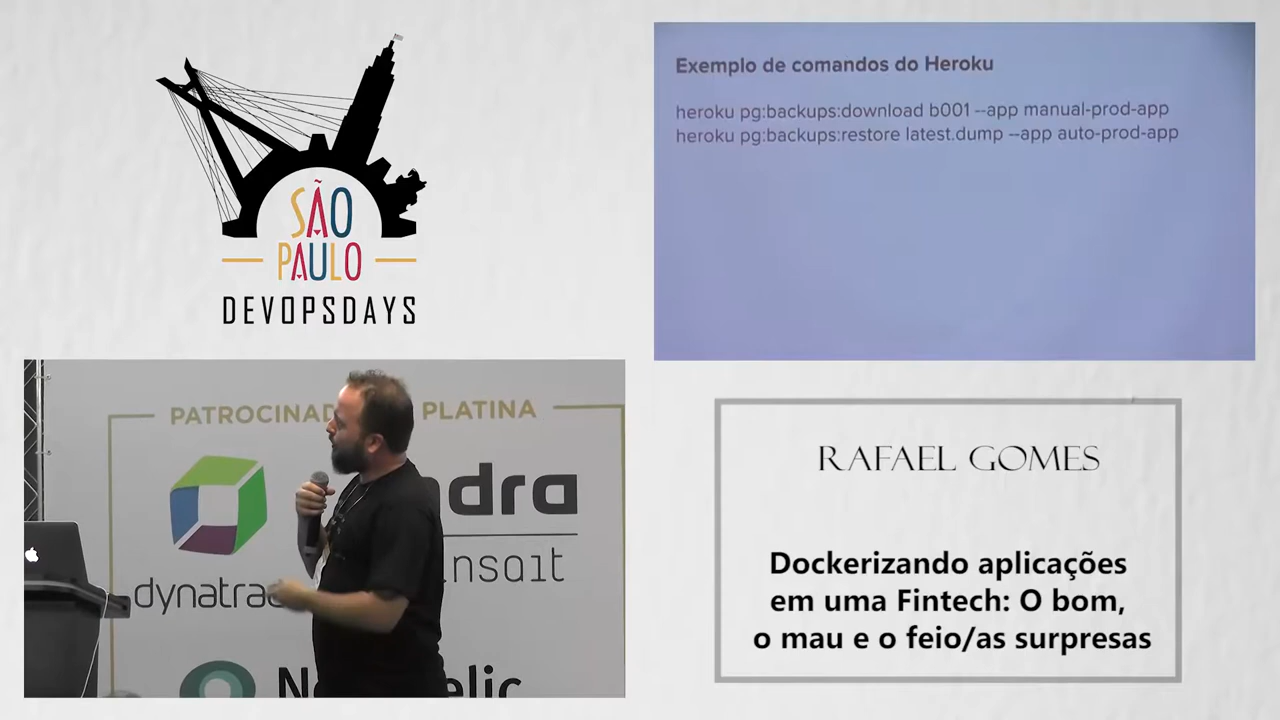 SÃO
PAULO
DEVOPSDAYS
Exemplo de comandos do Heroku
heroku pg:backups:download b001 --app manual-prod-app
heroku pg:backups:restore latest.dump --app auto-prod-app
PATROCINAD PLATINA
dynatrac
ndra
nsait
N elic
RAFAEL GOMES
Dockerizando aplicações
em uma Fintech: O bom,
o mau e o feio/as surpresas